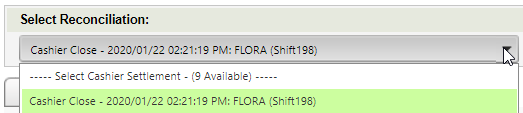 Select Reconciliation:
Cashier Close - 2020/01/22 02:21:19 PM: FLORA (Shift198)
----- Select Cashier Settlement - (9 Available) -----
Cashier Close - 2020/01/22 02:21:19 PM: FLORA (Shift198)